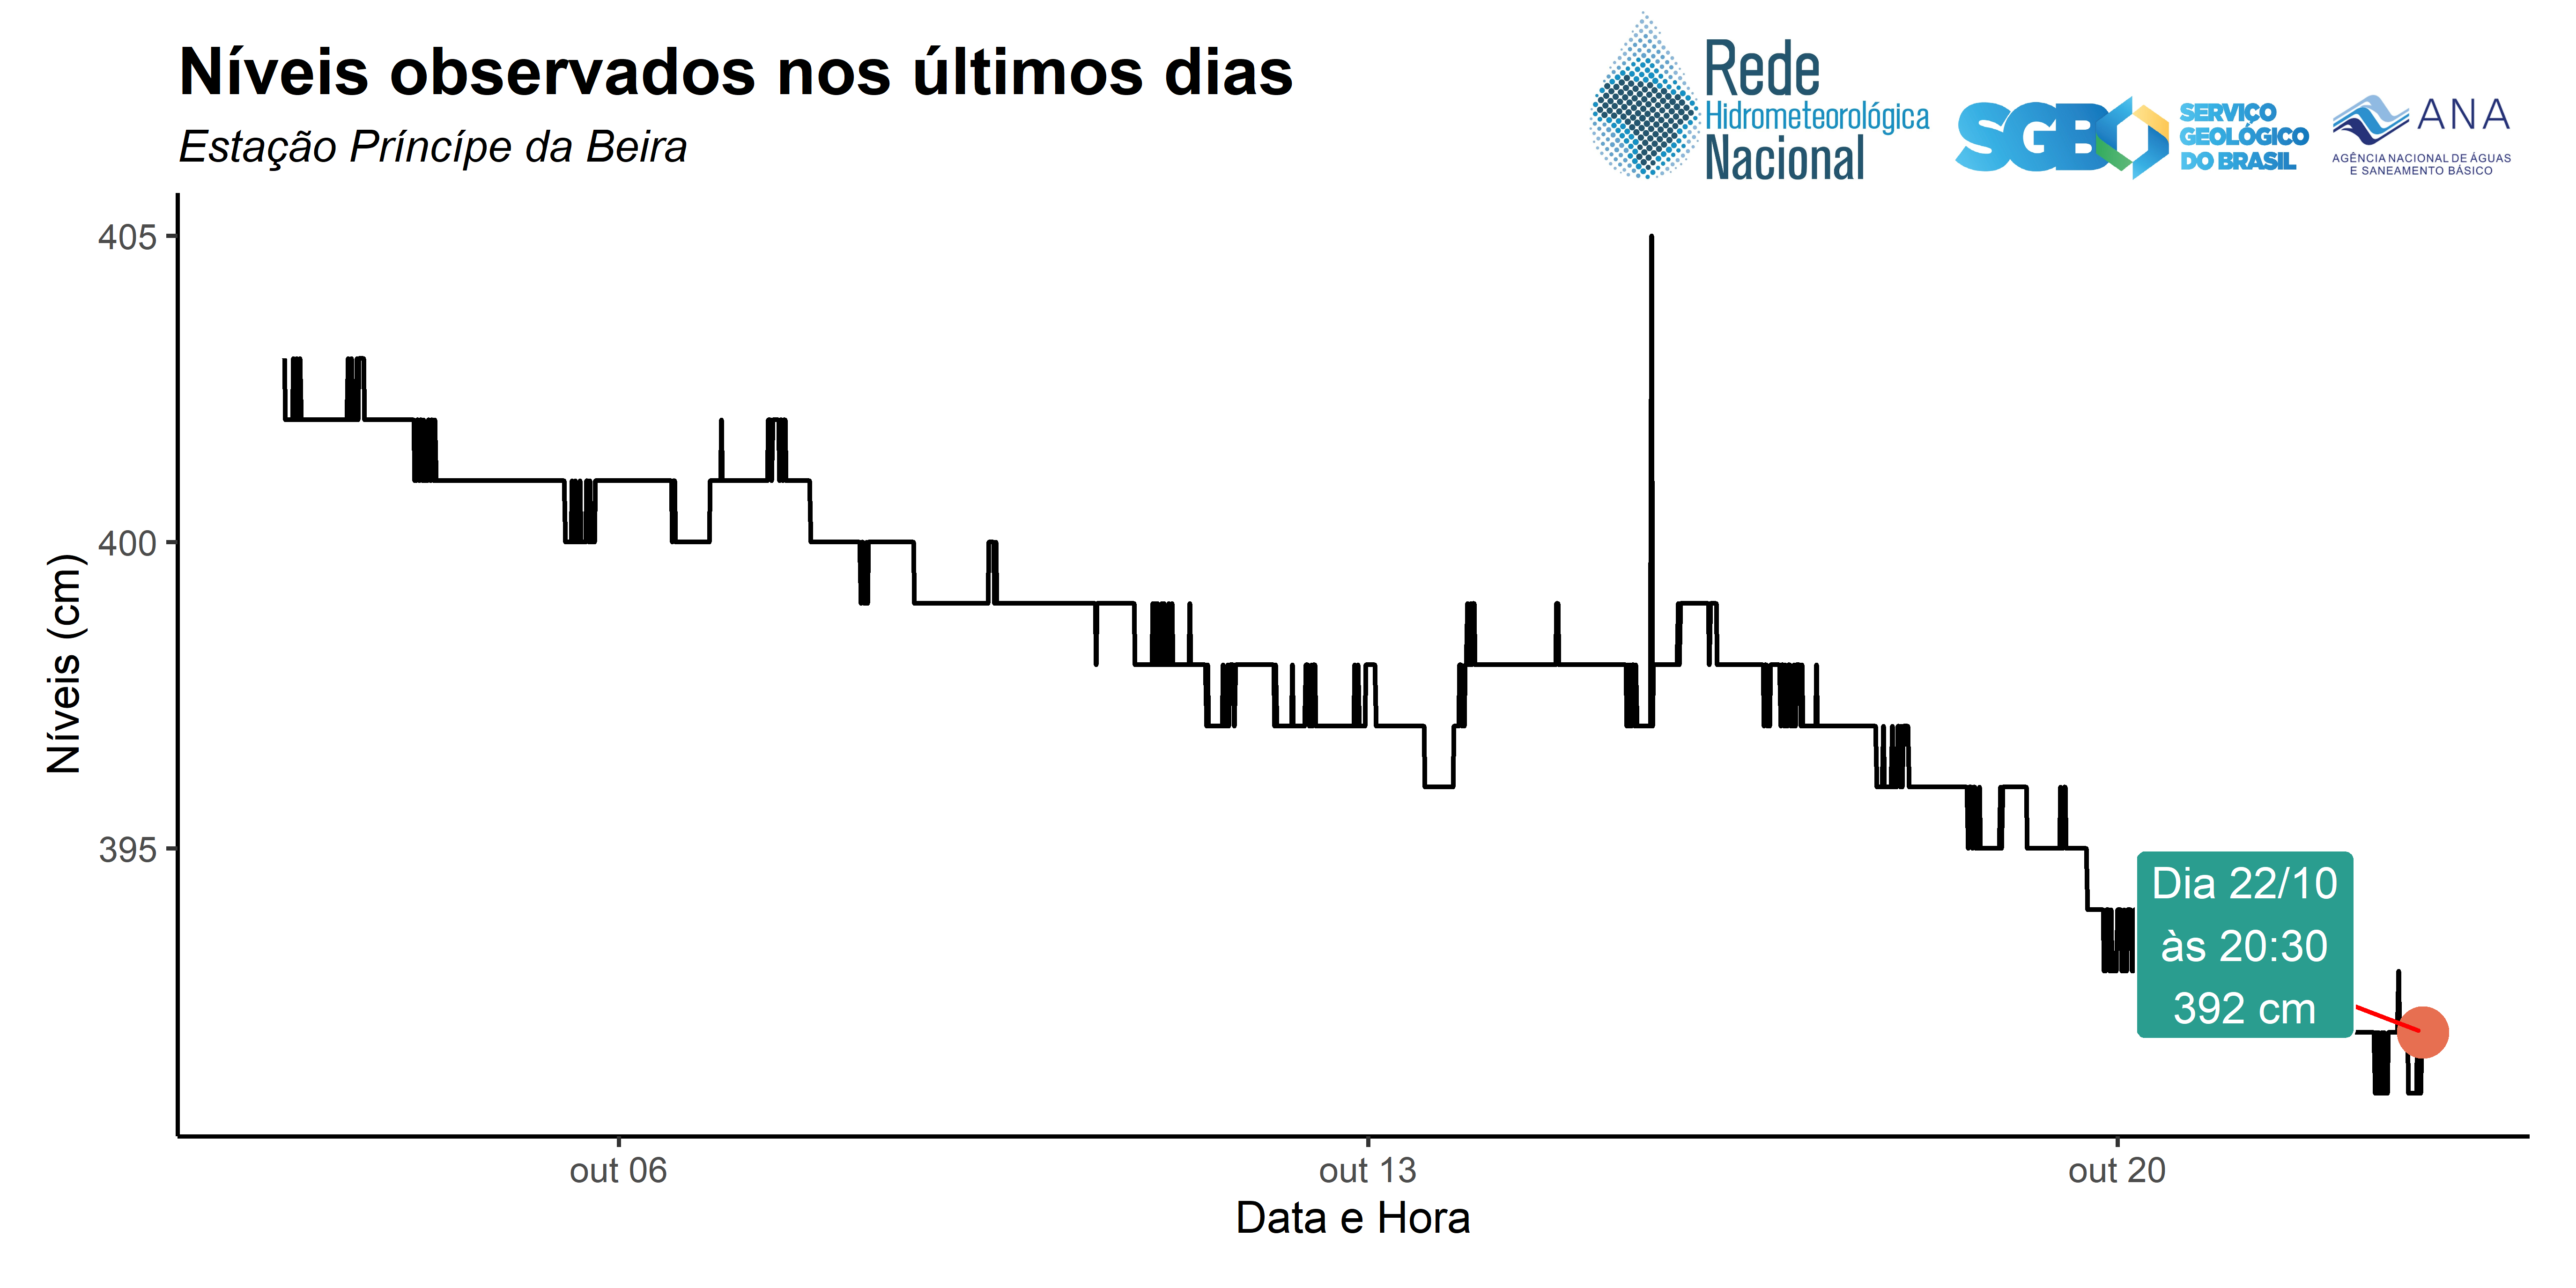 Níveis observados nos últimos dias
Estação Príncípe da Beira
Rede
Hidrometeorológica
Nacional
SGB
SERVIÇO
GEOLÓGICO
DO BRASIL
ANA
AGÊNCIA NACIONAL DE ÁGUAS
E SANEAMENTO BÁSICO
405
400
395
Níveis (cm)
Dia 22/10
às 20:30
392 cm
out 06
out 13
out 20
Data e Hora